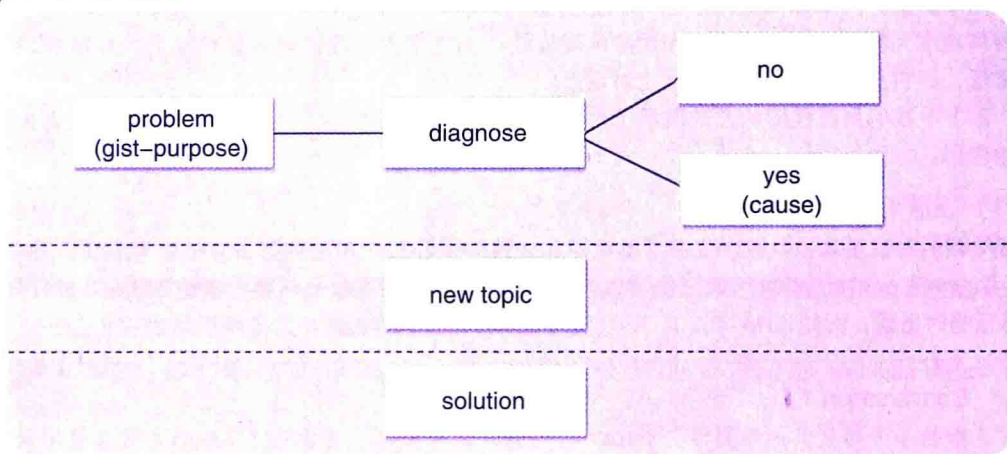 problem
(gist–purpose)
diagnose
no
yes
(cause)
new topic
solution